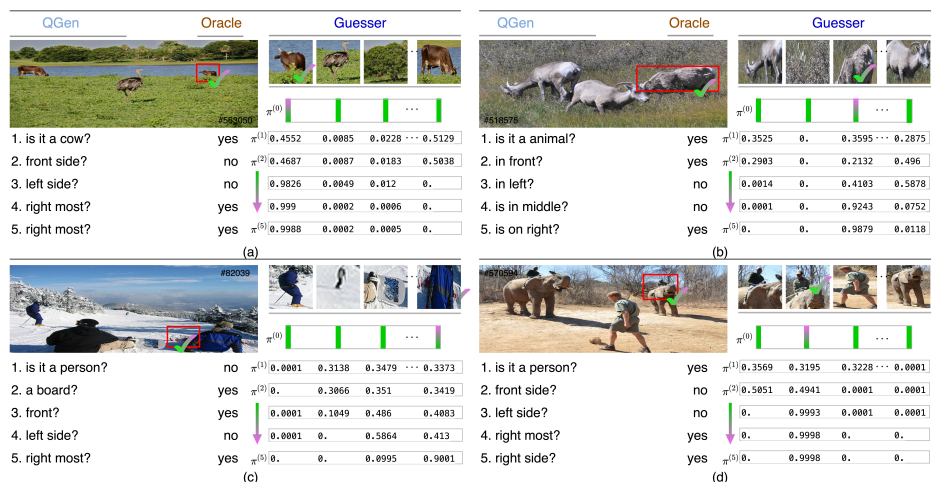 QGen Oracle Guesser QGen Oracle Guesser
#563050
π(0)
1. is it a cow? yes π(1) 0.4552 0.0085 0.0228 ··· 0.5129
2. front side? no π(2) 0.4687 0.0087 0.0183 0.5038
3. left side? no 0.9826 0.0049 0.012 0.
4. right most? yes 0.999 0.0002 0.0006 0.
5. right most? yes π(5) 0.9988 0.0002 0.0005 0.
(a)
#518575
π(0)
1. is it a animal? yes π(1) 0.3525 0. 0.3595 ··· 0.2875
2. in front? yes π(2) 0.2903 0. 0.2132 0.496
3. in left? no 0.0014 0. 0.4103 0.5878
4. is in middle? no 0.0001 0. 0.9243 0.0752
5. is on right? yes π(5) 0. 0. 0.9879 0.0118
(b)
#82039
π(0)
1. is it a person? no π(1) 0.0001 0.3138 0.3479 ··· 0.3373
2. a board? yes π(2) 0. 0.3066 0.351 0.3419
3. front? yes 0.0001 0.1049 0.486 0.4083
4. left side? no 0.0001 0. 0.5864 0.413
5. right most? yes π(5) 0. 0. 0.0995 0.9001
(c)
#570594
π(0)
1. is it a person? yes π(1) 0.3569 0.3195 0.3228 ··· 0.0001
2. front side? no π(2) 0.5051 0.4941 0.0001 0.0001
3. left side? no 0. 0.9993 0.0001 0.0001
4. right most? yes 0. 0.9998 0. 0.
5. right side? yes π(5) 0. 0.9998 0. 0.
(d)